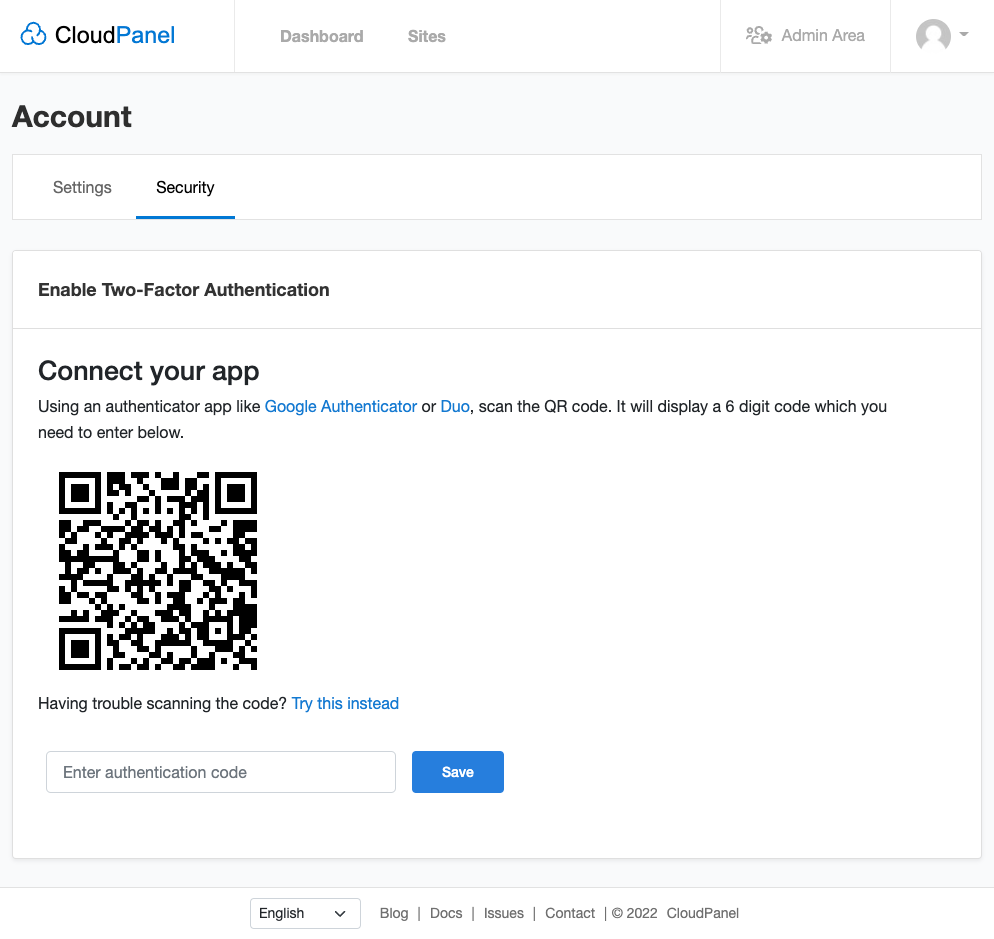 CloudPanel
Dashboard
Sites
Admin Area
Account
Settings
Security
Enable Two-Factor Authentication
Connect your app
Using an authenticator app like Google Authenticator or Duo, scan the QR code. It will display a 6 digit code which you
need to enter below.
Having trouble scanning the code? Try this instead
Enter authentication code
Save
English
Blog | Docs | Issues | Contact | © 2022 CloudPanel